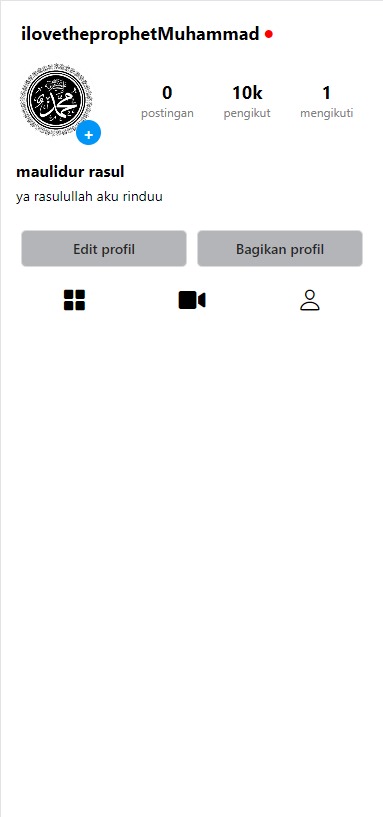 ilovetheprophetMuhammad
محمد
0 10k 1
postingan pengikut mengikuti
+
maulidur rasul
ya rasulullah aku rinduu
Edit profil Bagikan profil